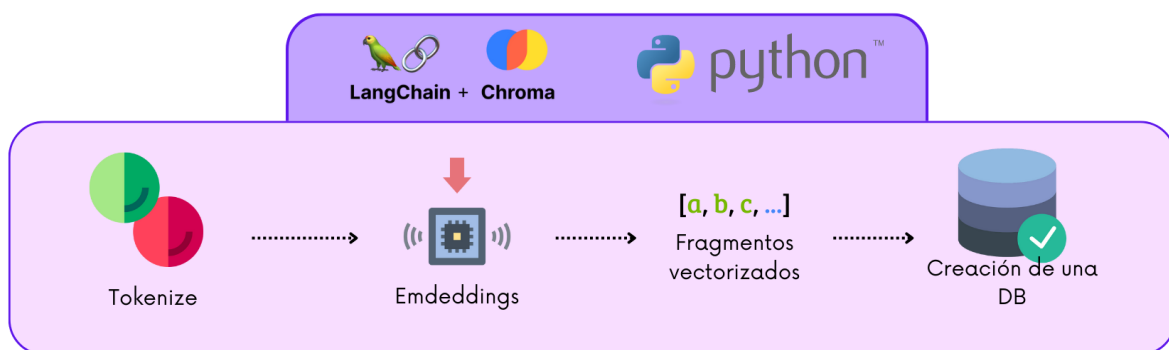 LangChain + Chroma
python™
[a, b, c, ...]
Fragmentos
vectorizados
Tokenize
Emdeddings
Creación de una
DB